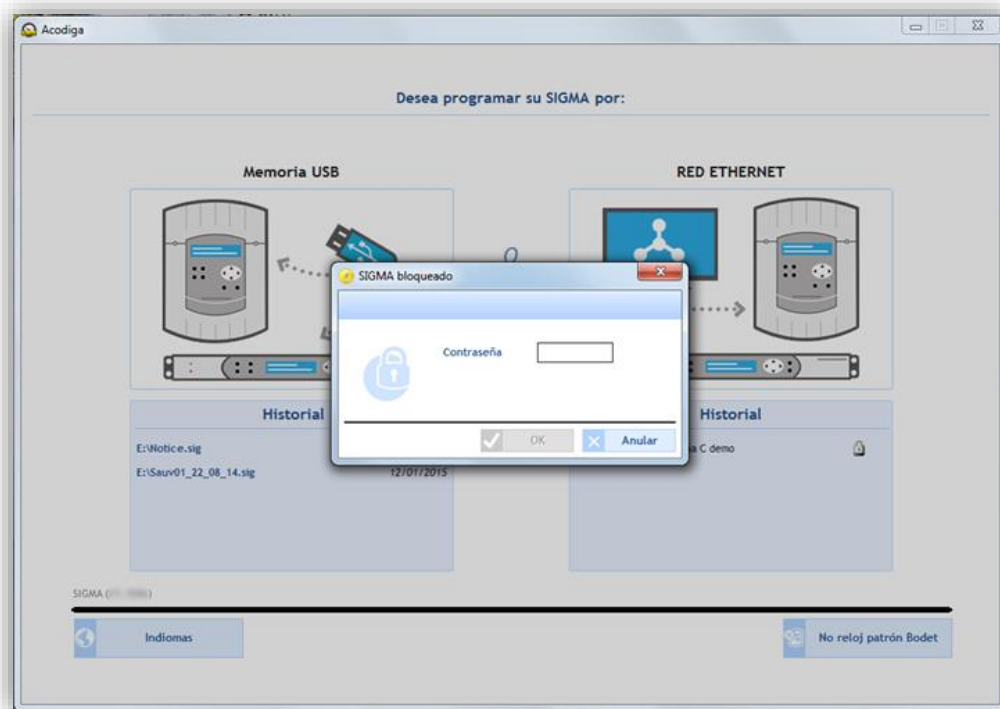 Acodiga
Desea programar su SIGMA por:
Memoria USB
RED ETHERNET
SIGMA bloqueado
Contraseña
OK
Anular
Historial
E:\Notice.sig
E:\Sauv01_22_08_14.sig
12/01/2015
Historial
C demo
SIGMA (
Indiomas
No reloj patrón Bodet